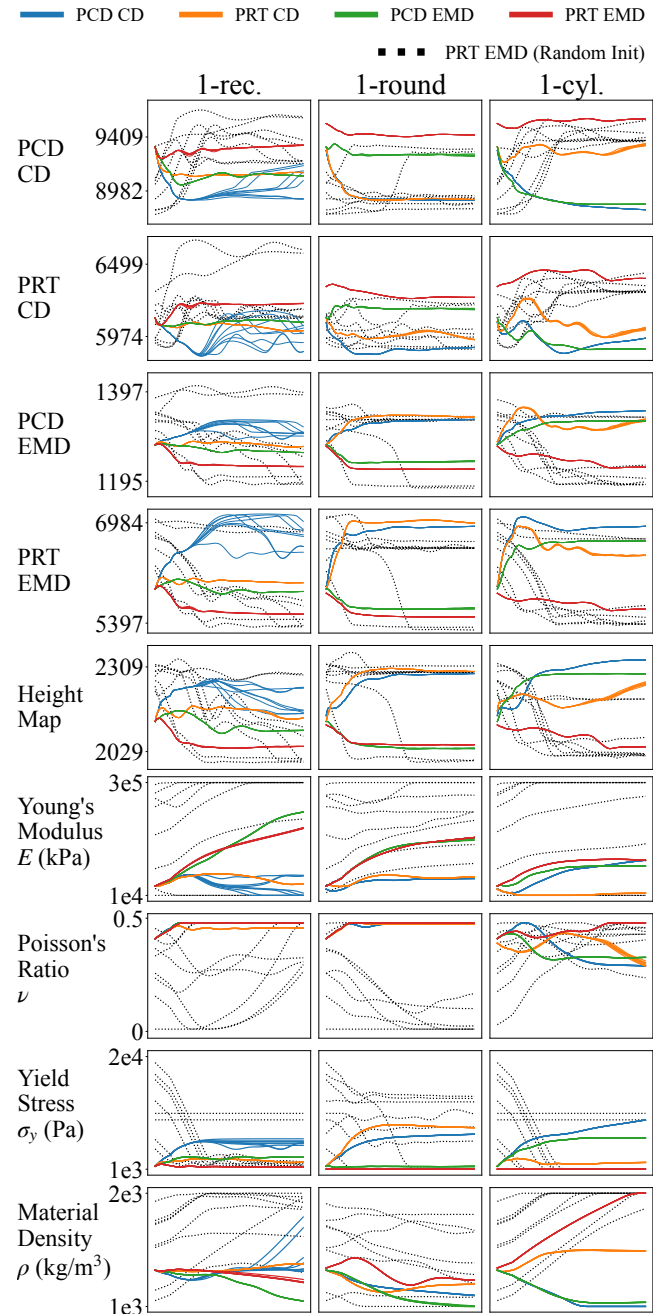 PCD CD PRT CD PCD EMD PRT EMD
PRT EMD (Random Init)
1-rec. 1-round 1-cyl.
PCD
CD
9409
8982
PRT
CD
6499
5974
PCD
EMD
1397
1195
PRT
EMD
6984
5397
Height
Map
2309
2029
Young's
Modulus
E (kPa)
3e5
1e4
Poisson's
Ratio
ν
0.5
0
Yield
Stress
σy (Pa)
2e4
1e3
Material
Density
ρ (kg/m³)
2e3
1e3